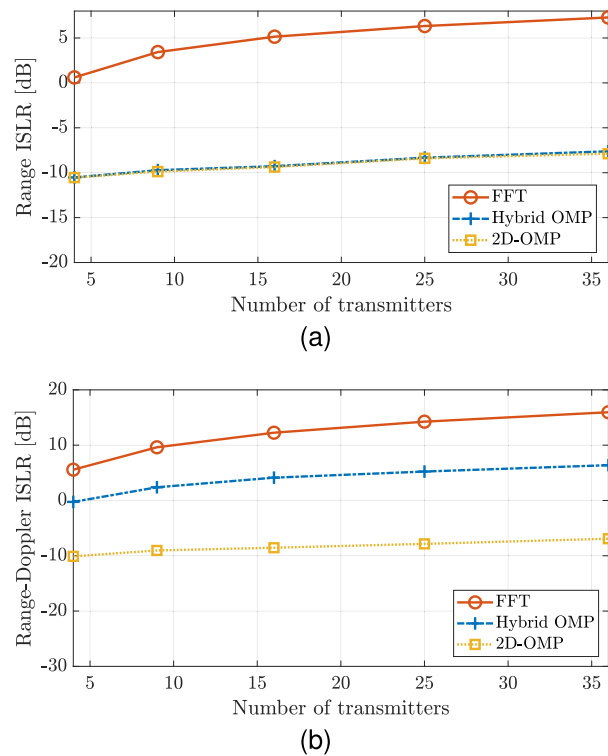 5
0
-5
-10
-15
-20
Range ISLR [dB]
FFT
Hybrid OMP
2D-OMP
5 10 15 20 25 30 35
Number of transmitters
(a)
20
10
0
-10
-20
-30
Range-Doppler ISLR [dB]
FFT
Hybrid OMP
2D-OMP
5 10 15 20 25 30 35
Number of transmitters
(b)